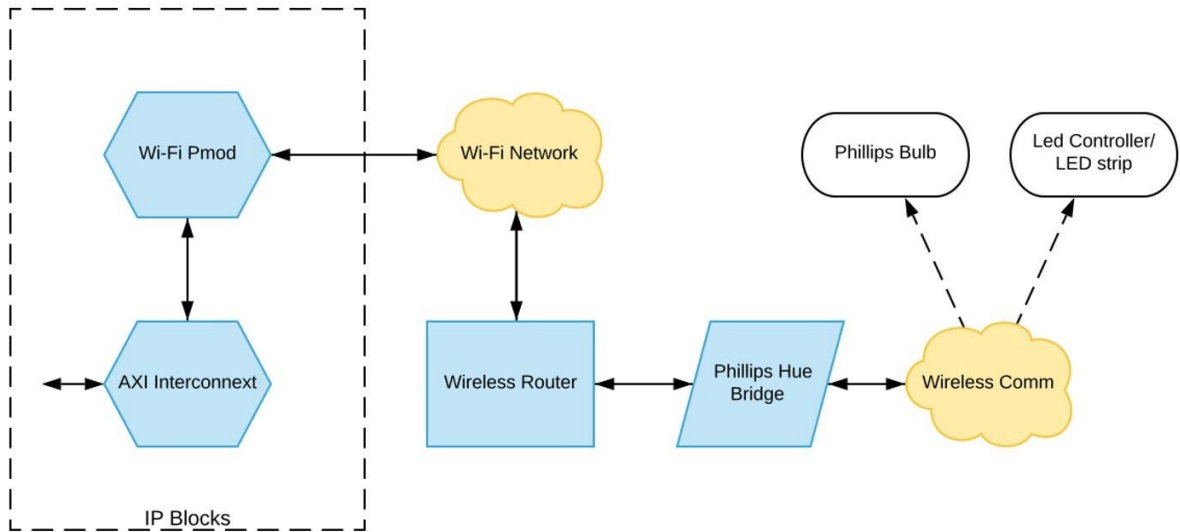 Wi-Fi Pmod
Wi-Fi Network
Phillips Bulb
Led Controller/
LED strip
AXI Interconnext
Wireless Router
Phillips Hue
Bridge
Wireless Comm
IP Blocks